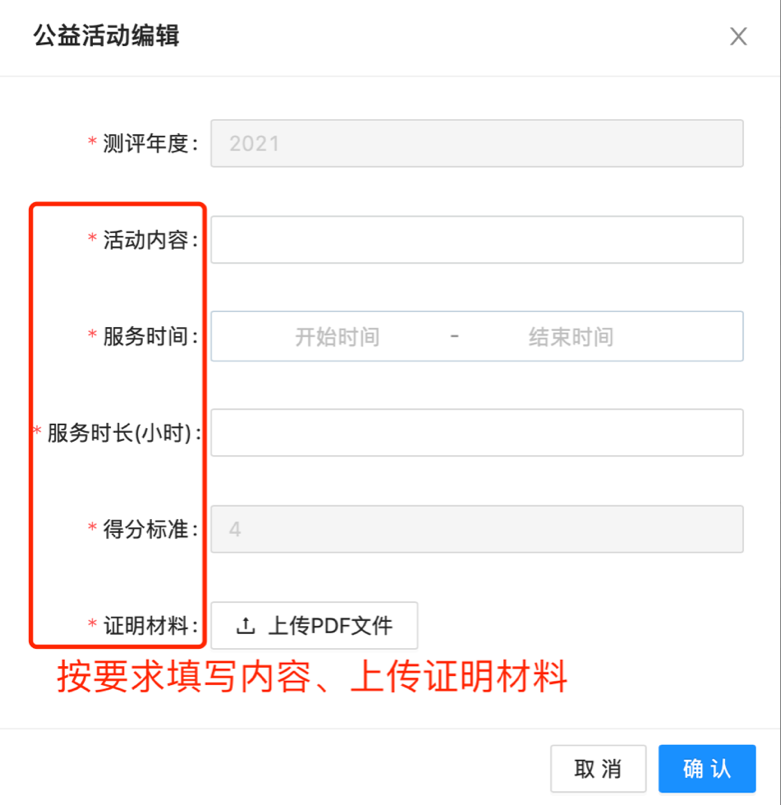 公益活动编辑
* 测评年度: 2021
* 活动内容:
* 服务时间: 开始时间 - 结束时间
* 服务时长(小时):
* 得分标准: 4
* 证明材料: 上传PDF文件
按要求填写内容、上传证明材料
取 消 确 认